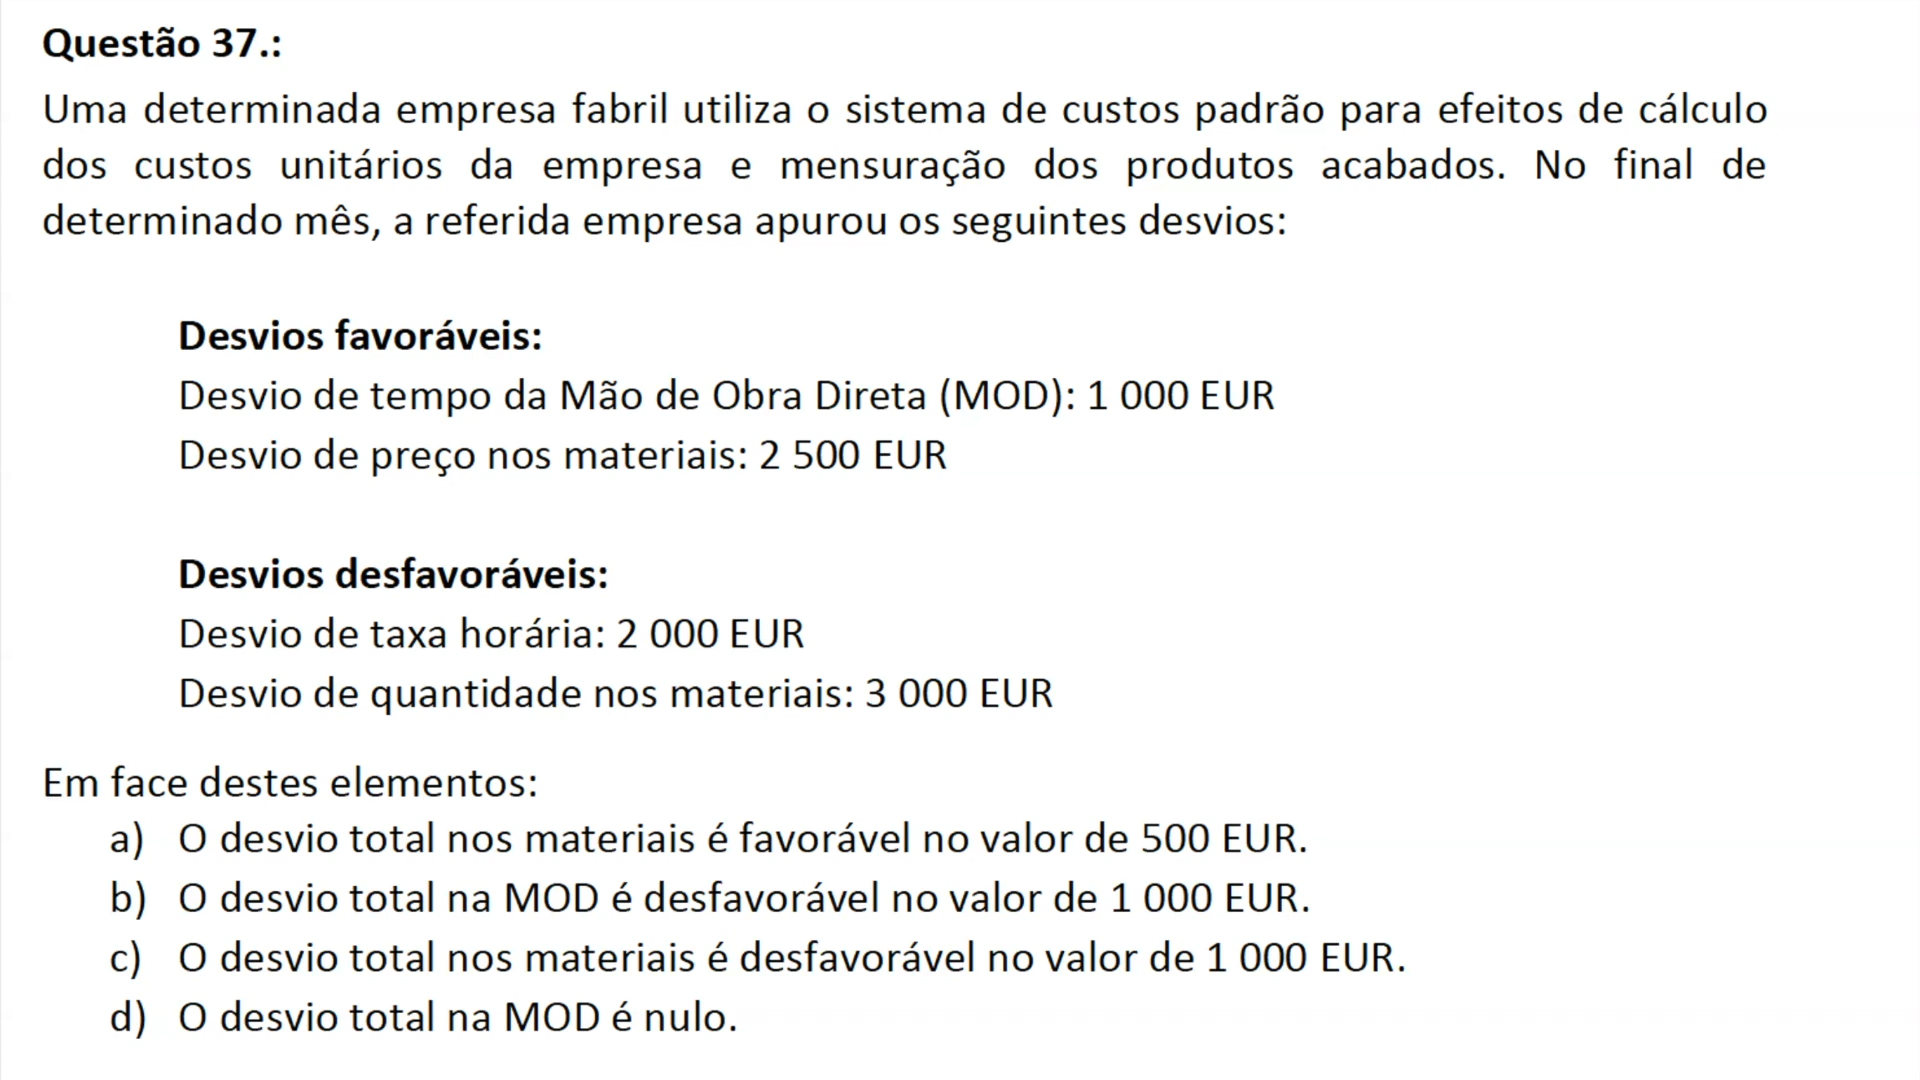 Questão 37.:
Uma determinada empresa fabril utiliza o sistema de custos padrão para efeitos de cálculo
dos custos unitários da empresa e mensuração dos produtos acabados. No final de
determinado mês, a referida empresa apurou os seguintes desvios:
Desvios favoráveis:
Desvio de tempo da Mão de Obra Direta (MOD): 1 000 EUR
Desvio de preço nos materiais: 2 500 EUR
Desvios desfavoráveis:
Desvio de taxa horária: 2 000 EUR
Desvio de quantidade nos materiais: 3 000 EUR
Em face destes elementos:
a) O desvio total nos materiais é favorável no valor de 500 EUR.
b) O desvio total na MOD é desfavorável no valor de 1 000 EUR.
c) O desvio total nos materiais é desfavorável no valor de 1 000 EUR.
d) O desvio total na MOD é nulo.